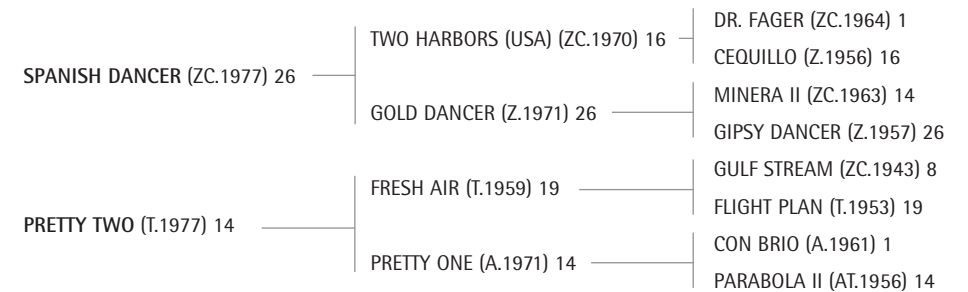 DR. FAGER (ZC.1964) 1
TWO HARBORS (USA) (ZC.1970) 16
CEQUILLO (Z.1956) 16
SPANISH DANCER (ZC.1977) 26
MINERA II (ZC.1963) 14
GOLD DANCER (Z.1971) 26
GIPSY DANCER (Z.1957) 26
GULF STREAM (ZC.1943) 8
FRESH AIR (T.1959) 19
FLIGHT PLAN (T.1953) 19
PRETTY TWO (T.1977) 14
CON BRIO (A.1961) 1
PRETTY ONE (A.1971) 14
PARABOLA II (AT.1956) 14